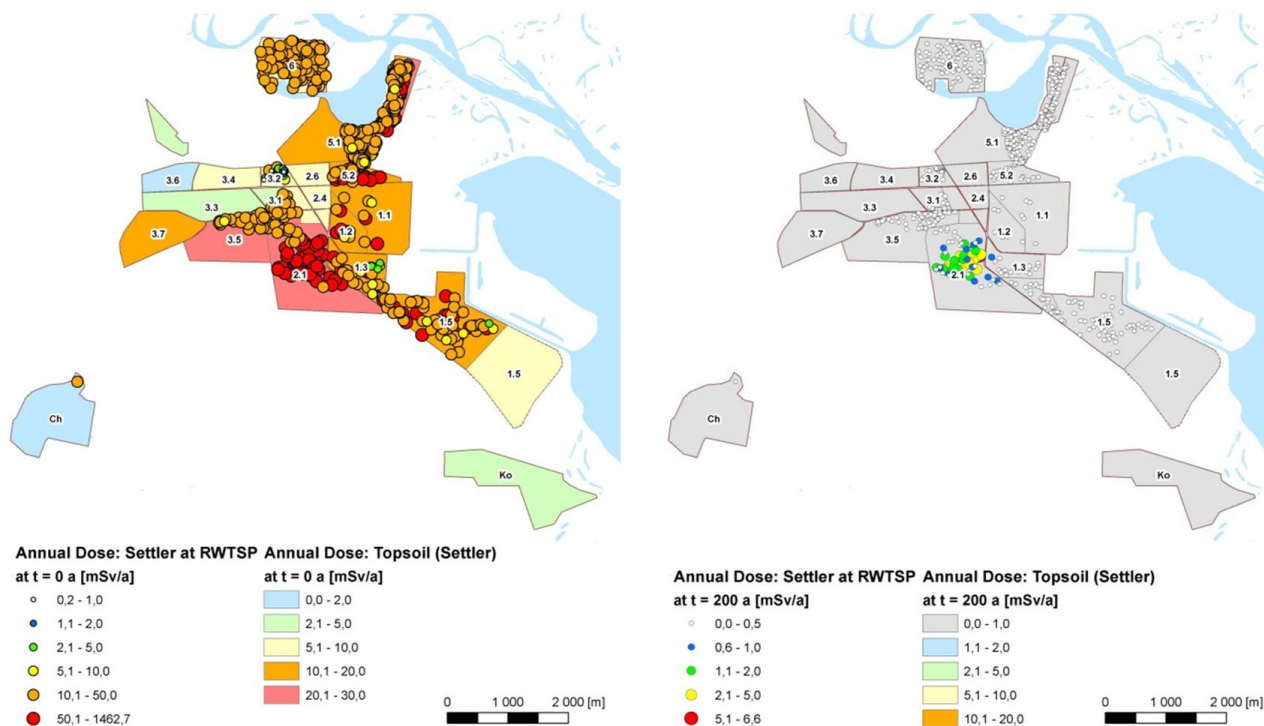 6
5.1
3.6
3.4
3.2
2.6
5.2
3.3
3.1
2.4
1.1
3.7
3.5
1.2
2.1
1.3
1.5
1.5
Ch
Ko
Annual Dose: Settler at RWTSP
at t = 0 a [mSv/a]
0,2 - 1,0
1,1 - 2,0
2,1 - 5,0
5,1 - 10,0
10,1 - 50,0
50,1 - 1462,7
Annual Dose: Topsoil (Settler)
at t = 0 a [mSv/a]
0,0 - 2,0
2,1 - 5,0
5,1 - 10,0
10,1 - 20,0
20,1 - 30,0
0 1 000 2 000 [m]
6
5.1
3.6
3.4
3.2
2.6
5.2
3.3
3.1
2.4
1.1
3.7
3.5
1.2
2.1
1.3
1.5
1.5
Ch
Ko
Annual Dose: Settler at RWTSP
at t = 200 a [mSv/a]
0,0 - 0,5
0,6 - 1,0
1,1 - 2,0
2,1 - 5,0
5,1 - 6,6
Annual Dose: Topsoil (Settler)
at t = 200 a [mSv/a]
0,0 - 1,0
1,1 - 2,0
2,1 - 5,0
5,1 - 10,0
10,1 - 20,0
0 1 000 2 000 [m]